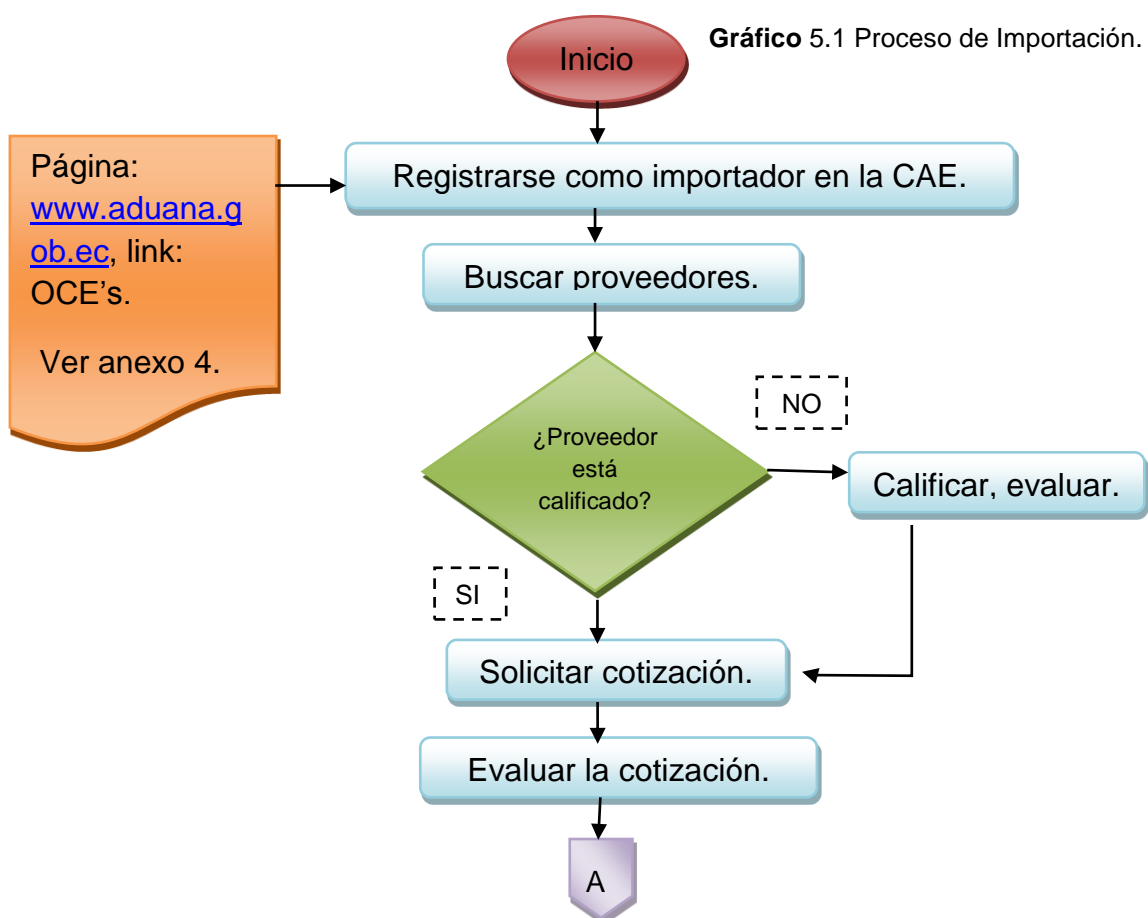 Gráfico 5.1 Proceso de Importación.
Inicio
Página:
www.aduana.g
ob.ec, link:
OCE’s.
Ver anexo 4.
Registrarse como importador en la CAE.
Buscar proveedores.
¿Proveedor
está
calificado?
NO
Calificar, evaluar.
SI
Solicitar cotización.
Evaluar la cotización.
A